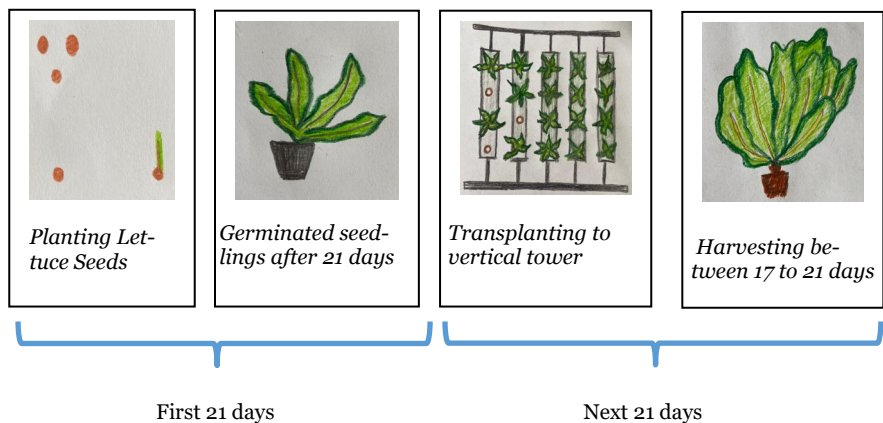 Planting Let-
tuce Seeds
Germinated seed-
lings after 21 days
Transplanting to
vertical tower
Harvesting be-
tween 17 to 21 days
First 21 days
Next 21 days